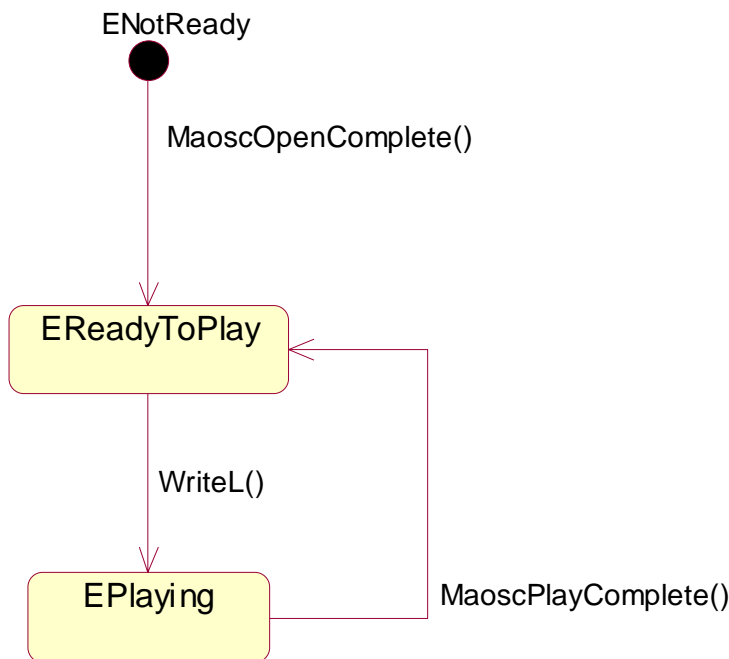 ENotReady
MaoscOpenComplete()
EReadyToPlay
WriteL()
EPlaying
MaoscPlayComplete()